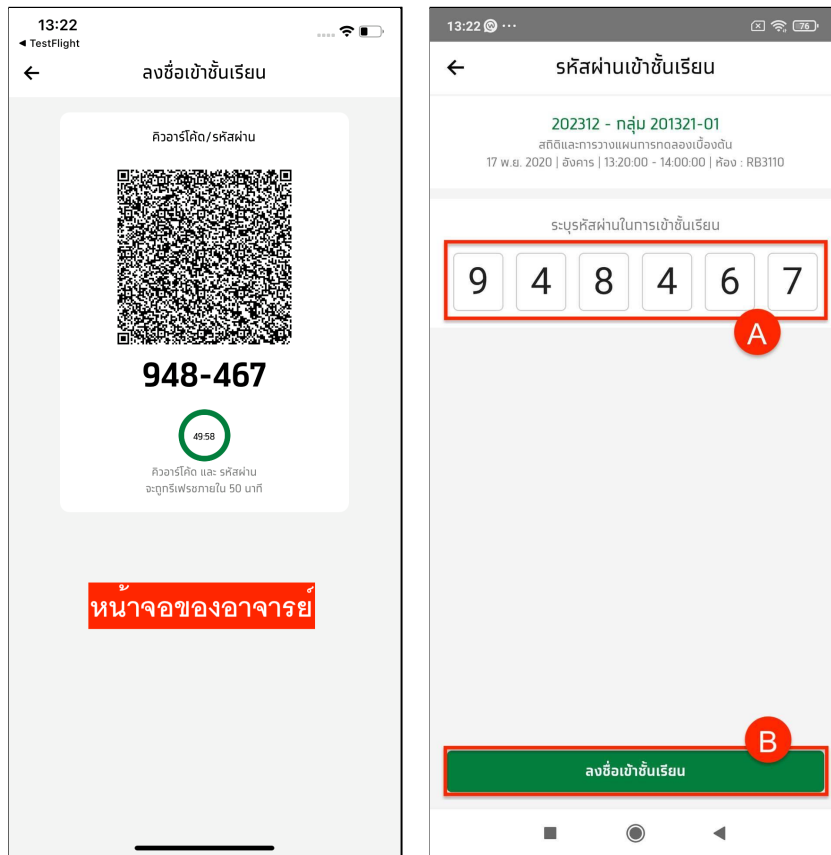 13:22
◀ TestFlight
ลงชื่อเข้าชั้นเรียน
คิวอาร์โค้ด/รหัสผ่าน
948-467
49:58
คิวอาร์โค้ด และ รหัสผ่าน
จะถูกรีเฟรชภายใน 50 นาที
หน้าจอของอาจารย์
13:22
76
รหัสผ่านเข้าชั้นเรียน
202312 - กลุ่ม 201321-01
สถิติและการวางแผนการทดลองเบื้องต้น
17 พ.ย. 2020 | อังคาร | 13:20:00 - 14:00:00 | ห้อง : RB3110
ระบุรหัสผ่านในการเข้าชั้นเรียน
9 4 8 4 6 7
A
B
ลงชื่อเข้าชั้นเรียน